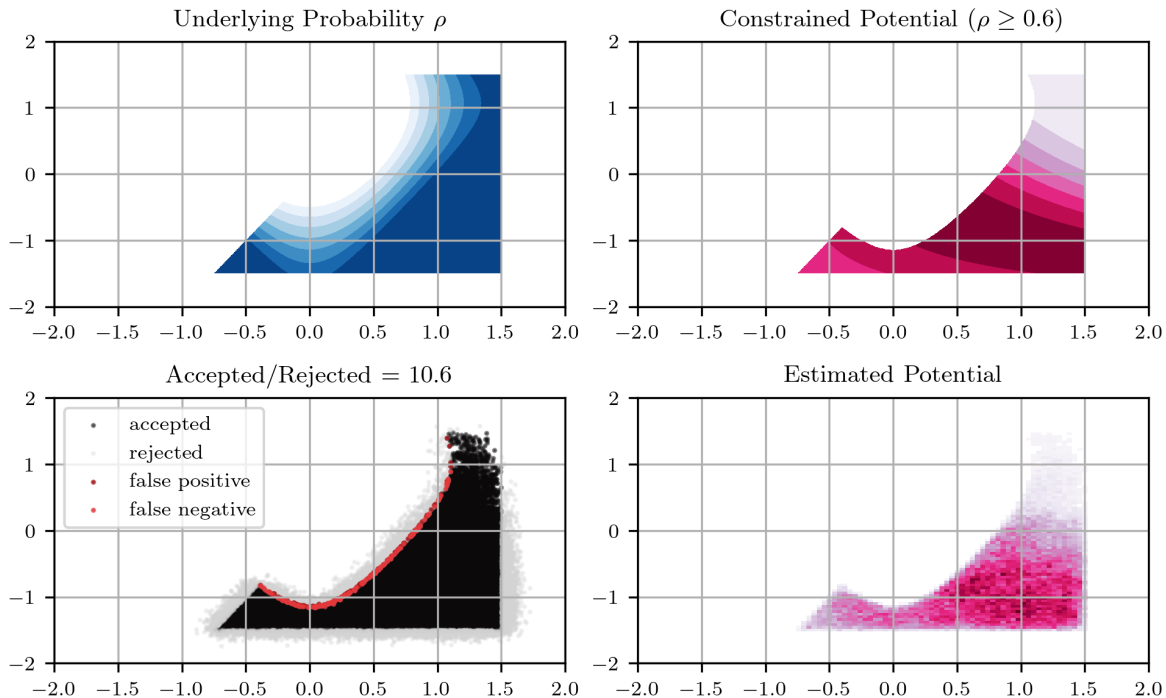 Underlying Probability ρ
2
1
0
−1
−2
−2.0 −1.5 −1.0 −0.5 0.0 0.5 1.0 1.5 2.0
Constrained Potential (ρ ≥ 0.6)
2
1
0
−1
−2
−2.0 −1.5 −1.0 −0.5 0.0 0.5 1.0 1.5 2.0
Accepted/Rejected = 10.6
2
1
0
−1
−2
accepted
rejected
false positive
false negative
−2.0 −1.5 −1.0 −0.5 0.0 0.5 1.0 1.5 2.0
Estimated Potential
2
1
0
−1
−2
−2.0 −1.5 −1.0 −0.5 0.0 0.5 1.0 1.5 2.0